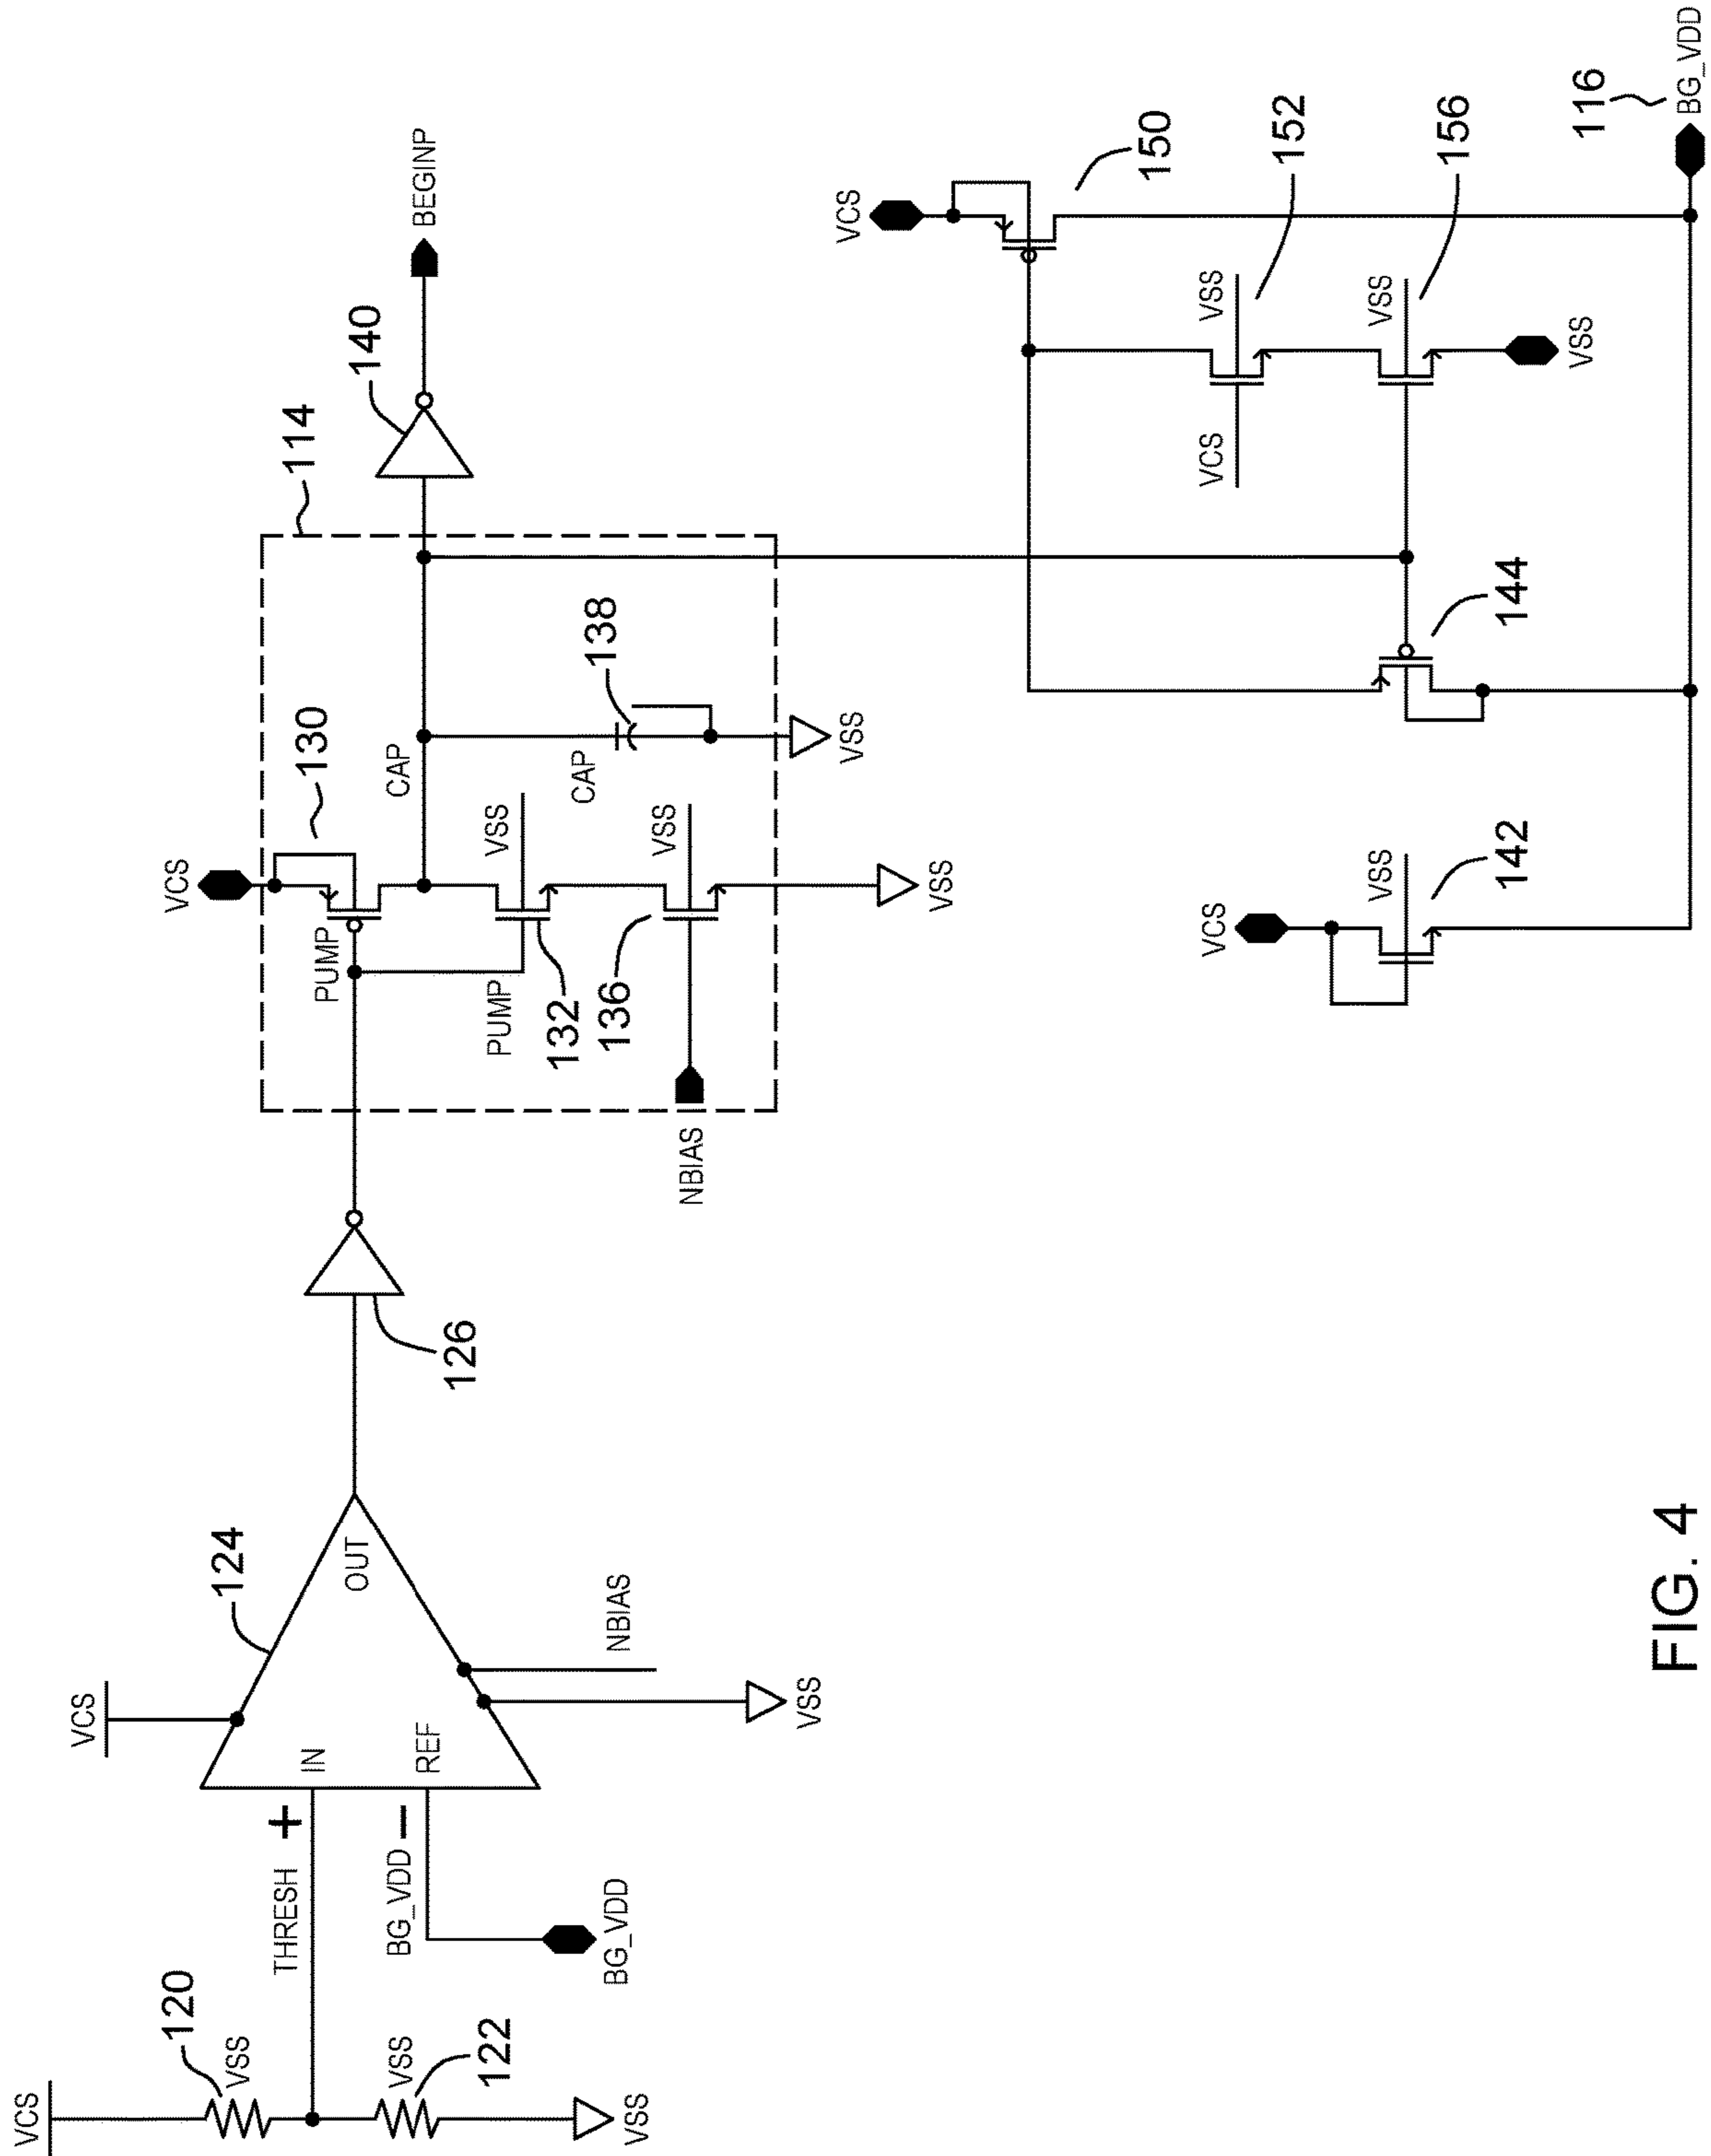 VCS
120
VSS
VSS
122
VSS
THRESH
+
BG_VDD
−
BG_VDD
VCS
124
IN
REF
OUT
NBIAS
VSS
126
114
VCS
130
PUMP
PUMP
132
VSS
136
VSS
NBIAS
VSS
CAP
CAP
138
VSS
140
BEGINP
VCS
142
VSS
144
VCS
150
VCS
VSS
152
VSS
156
VSS
116
BG_VDD
FIG. 4